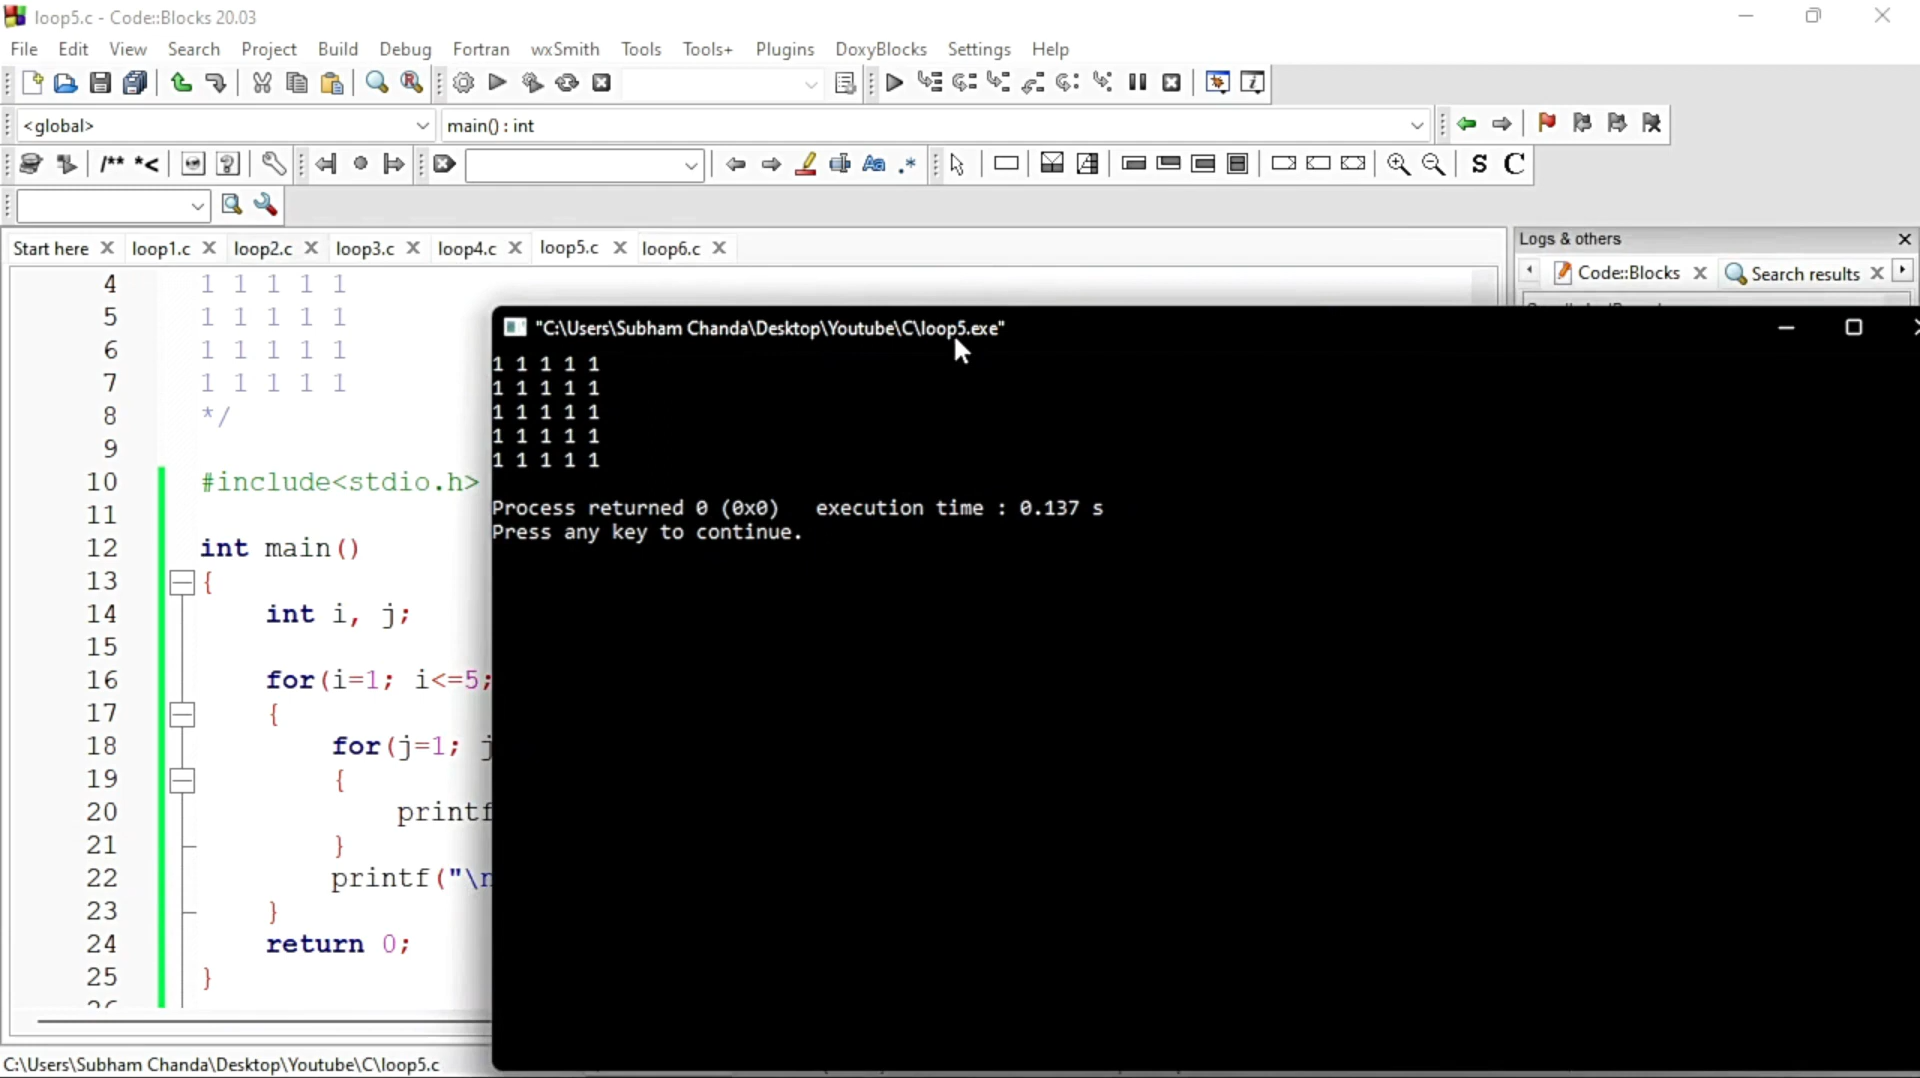 loop5.c - Code::Blocks 20.03
File Edit View Search Project Build Debug Fortran wxSmith Tools Tools+ Plugins DoxyBlocks Settings Help
<global> main() : int
/** *< Aa .* S C
Start here loop1.c loop2.c loop3.c loop4.c loop5.c loop6.c
Logs & others
Code::Blocks Search results
4 1 1 1 1 1
5 1 1 1 1 1
6 1 1 1 1 1
7 1 1 1 1 1
8 */
9
10 #include<stdio.h>
11
12 int main()
13 {
14 int i, j;
15
16 for(i=1; i<=5;
17 {
18 for(j=1; j
19 {
20 printf
21 }
22 printf("\n
23 }
24 return 0;
25 }
"C:\Users\Subham Chanda\Desktop\Youtube\C\loop5.exe"
1 1 1 1 1
1 1 1 1 1
1 1 1 1 1
1 1 1 1 1
1 1 1 1 1
Process returned 0 (0x0) execution time : 0.137 s
Press any key to continue.
C:\Users\Subham Chanda\Desktop\Youtube\C\loop5.c